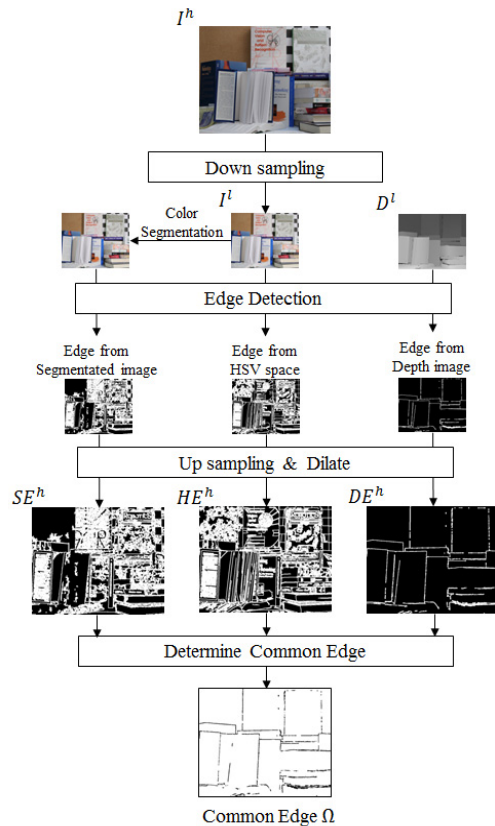 I^h
Down sampling
I^l
D^l
Color
Segmentation
Edge Detection
Edge from
Segmentated image
Edge from
HSV space
Edge from
Depth image
Up sampling & Dilate
SE^h
HE^h
DE^h
Determine Common Edge
Common Edge Ω